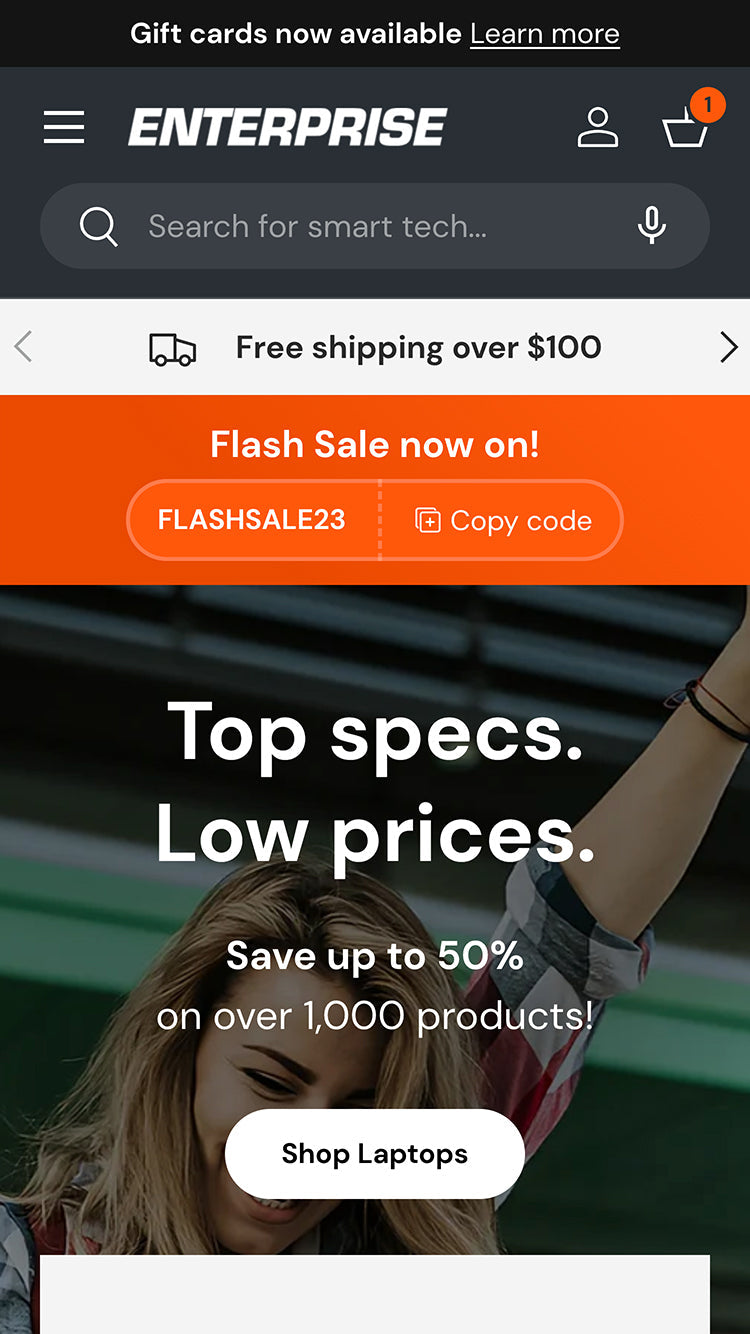 Gift cards now available Learn more
ENTERPRISE
1
Search for smart tech...
Free shipping over $100
Flash Sale now on!
FLASHSALE23 Copy code
Top specs.
Low prices.
Save up to 50%
on over 1,000 products!
Shop Laptops